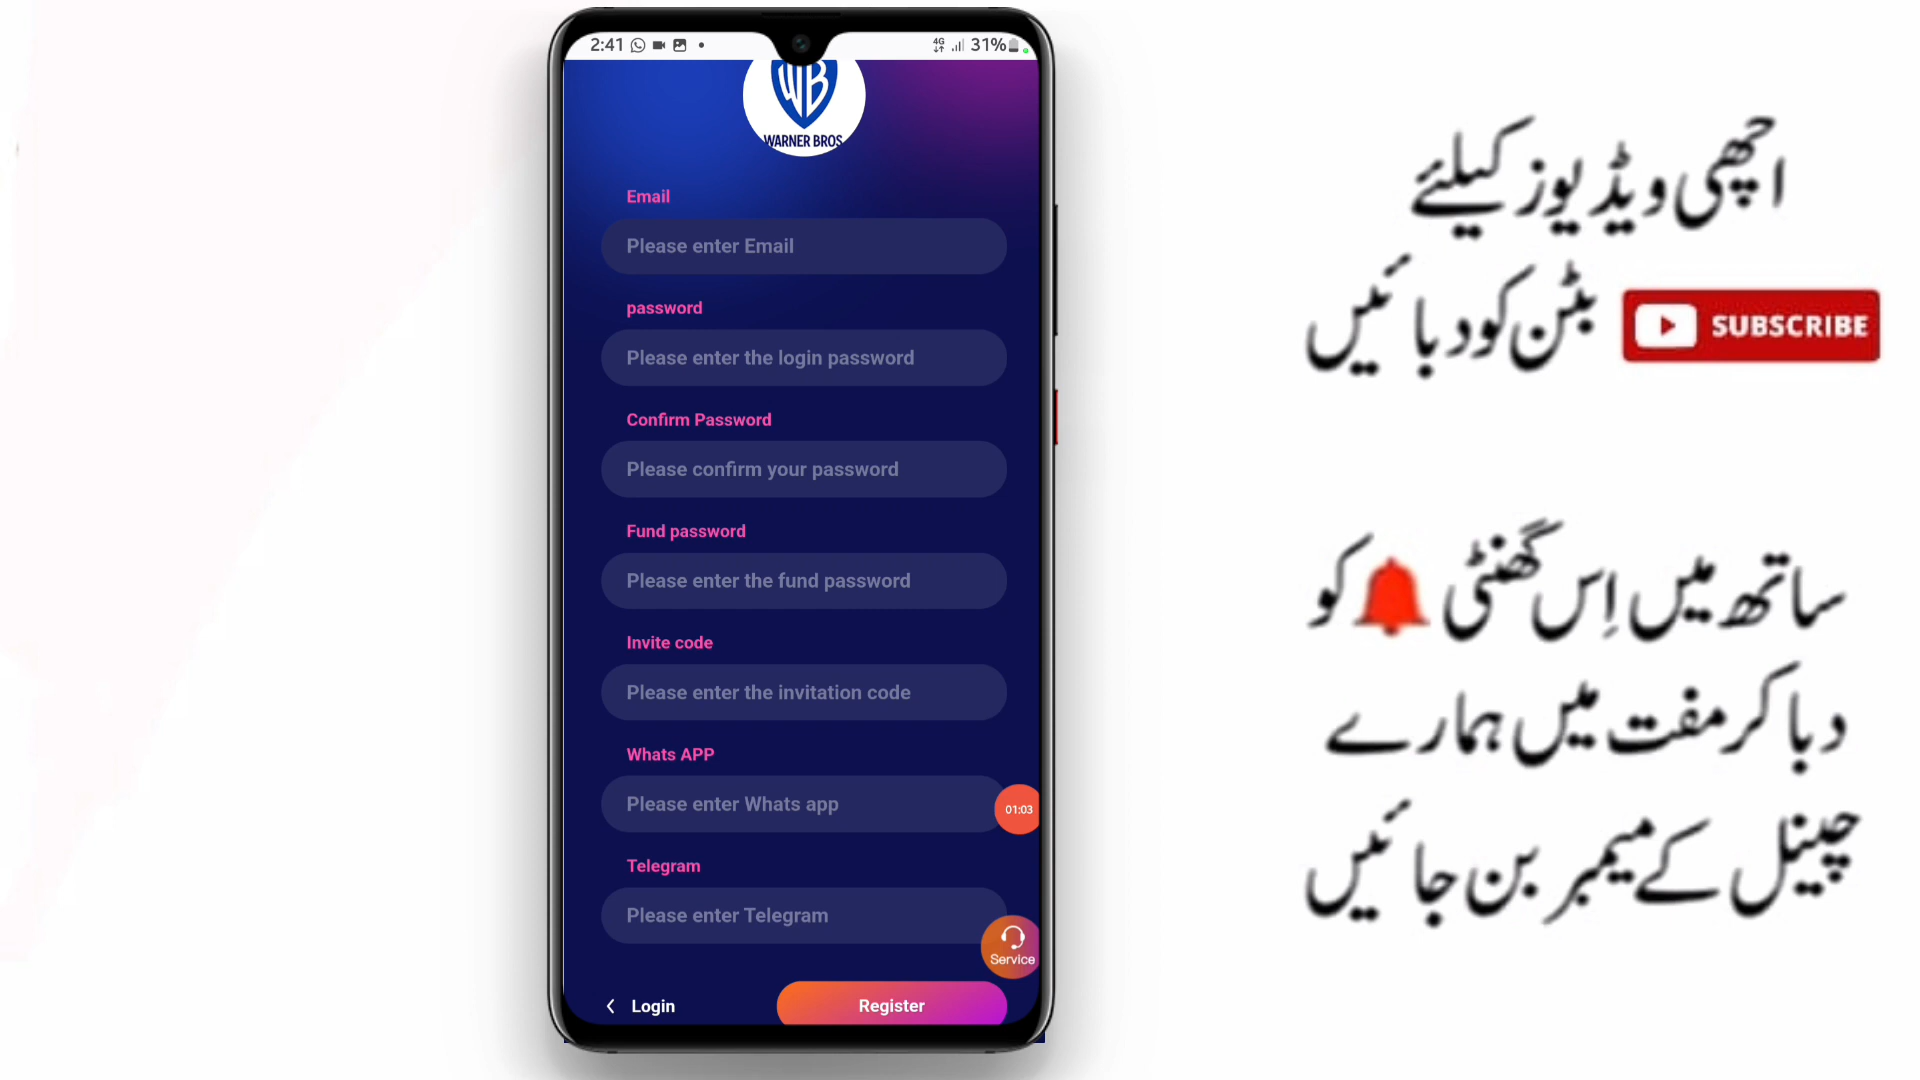 2:41
4G
31%
WB
WARNER BROS
Email
Please enter Email
password
Please enter the login password
Confirm Password
Please confirm your password
Fund password
Please enter the fund password
Invite code
Please enter the invitation code
Whats APP
Please enter Whats app
01:03
Telegram
Please enter Telegram
Service
Login
Register
اچھی ویڈیوز کیلئے
SUBSCRIBE بٹن کو دبائیں
ساتھ میں اِس گھنٹی کو
دبا کر مفت میں ہمارے
چینل کے میمبر بن جائیں